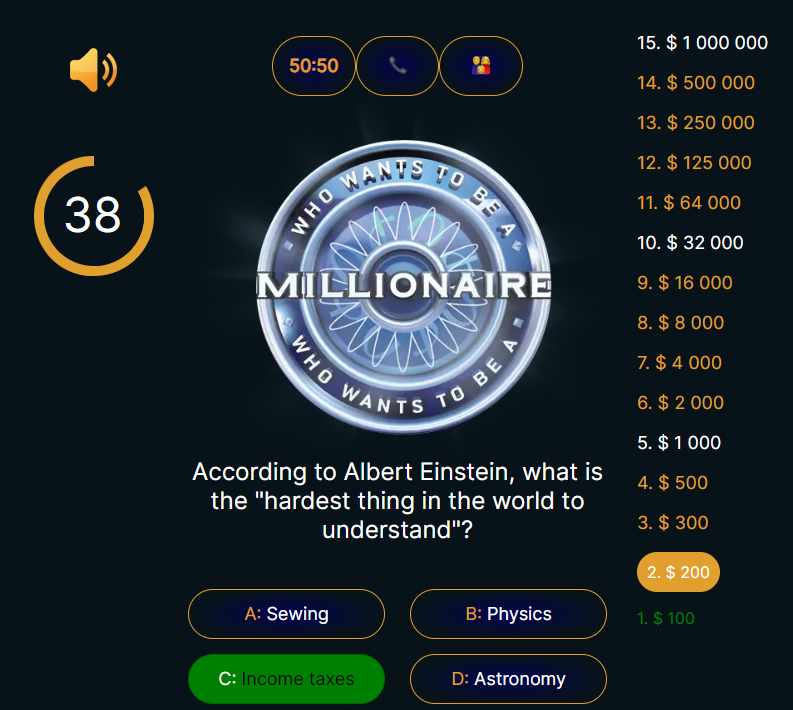 50:50
38
WHO WANTS TO BE A
MILLIONAIRE
WHO WANTS TO BE A
According to Albert Einstein, what is
the "hardest thing in the world to
understand"?
A: Sewing
B: Physics
C: Income taxes
D: Astronomy
15. $ 1 000 000
14. $ 500 000
13. $ 250 000
12. $ 125 000
11. $ 64 000
10. $ 32 000
9. $ 16 000
8. $ 8 000
7. $ 4 000
6. $ 2 000
5. $ 1 000
4. $ 500
3. $ 300
2. $ 200
1. $ 100